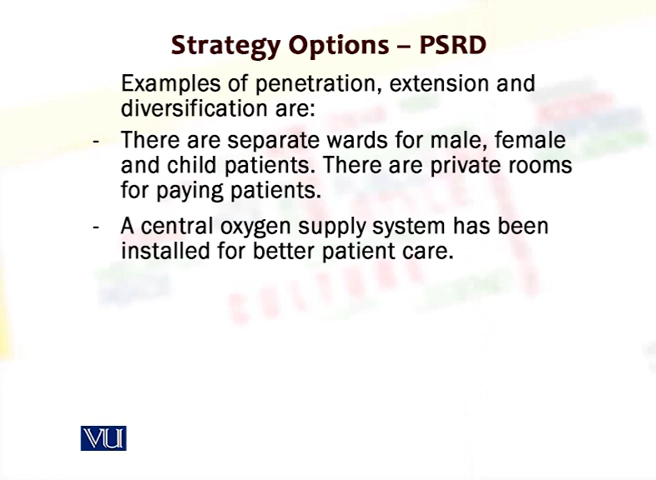 Strategy Options – PSRD
Examples of penetration, extension and
diversification are:
- There are separate wards for male, female
and child patients. There are private rooms
for paying patients.
- A central oxygen supply system has been
installed for better patient care.
CULTURE
VU